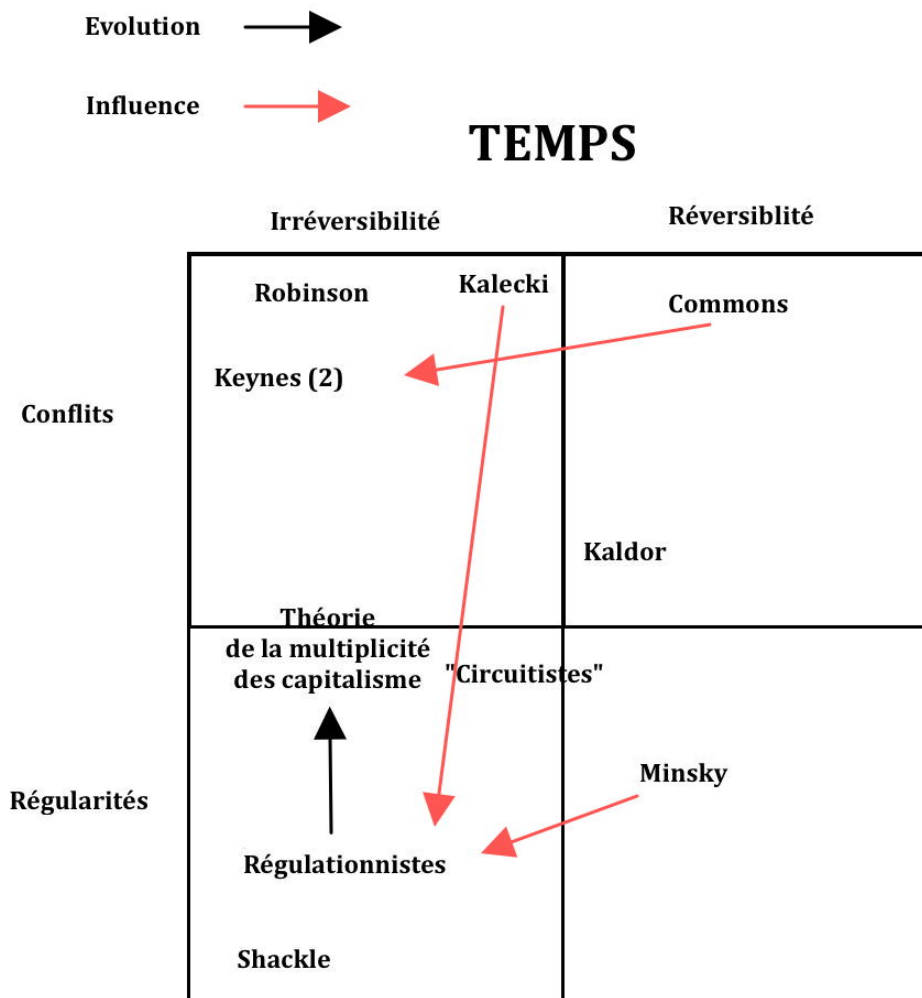 Evolution
Influence
TEMPS
Irréversibilité
Réversiblité
Robinson
Kalecki
Commons
Keynes (2)
Conflits
Kaldor
Théorie
de la multiplicité
des capitalisme
"Circuitistes"
Minsky
Régularités
Régulationnistes
Shackle